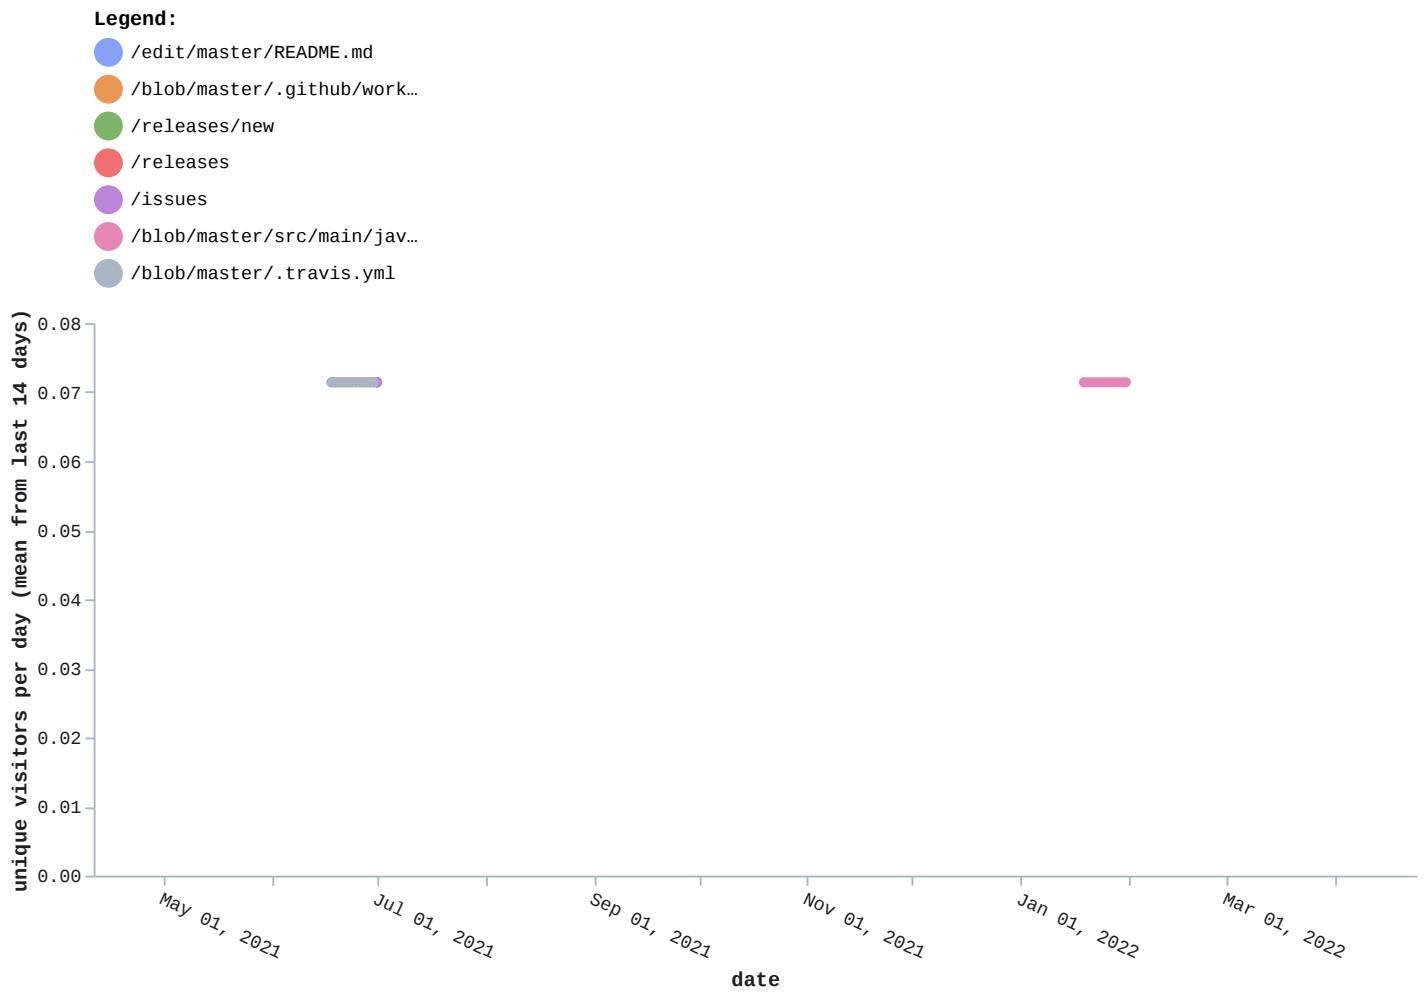 Legend:
/edit/master/README.md
/blob/master/.github/work…
/releases/new
/releases
/issues
/blob/master/src/main/jav…
/blob/master/.travis.yml
unique visitors per day (mean from last 14 days)
0.08
0.07
0.06
0.05
0.04
0.03
0.02
0.01
0.00
May 01, 2021
Jul 01, 2021
Sep 01, 2021
Nov 01, 2021
Jan 01, 2022
Mar 01, 2022
date